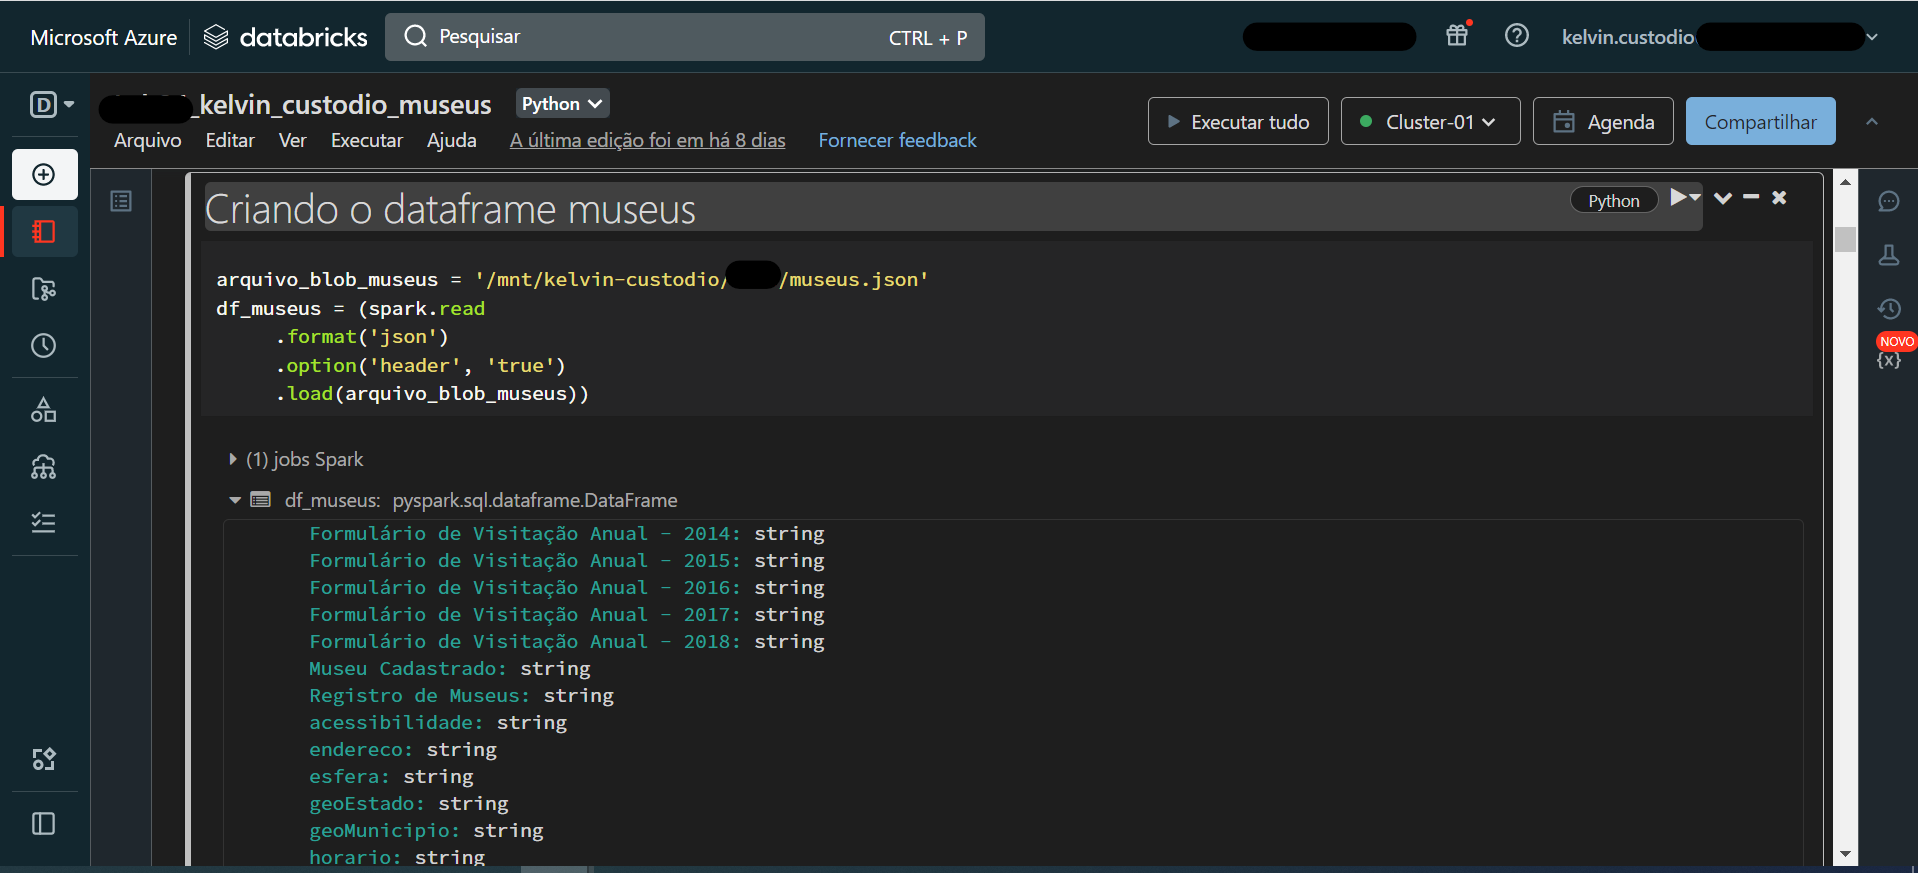 Microsoft Azure databricks Pesquisar CTRL + P kelvin.custodio
D _kelvin_custodio_museus Python
Arquivo Editar Ver Executar Ajuda A última edição foi em há 8 dias Fornecer feedback
Executar tudo Cluster-01 Agenda Compartilhar
Criando o dataframe museus Python
arquivo_blob_museus = '/mnt/kelvin-custodio/ /museus.json'
df_museus = (spark.read
.format('json')
.option('header', 'true')
.load(arquivo_blob_museus))
NOVO
{x}
(1) jobs Spark
df_museus: pyspark.sql.dataframe.DataFrame
Formulário de Visitação Anual - 2014: string
Formulário de Visitação Anual - 2015: string
Formulário de Visitação Anual - 2016: string
Formulário de Visitação Anual - 2017: string
Formulário de Visitação Anual - 2018: string
Museu Cadastrado: string
Registro de Museus: string
acessibilidade: string
endereco: string
esfera: string
geoEstado: string
geoMunicipio: string
horario: string